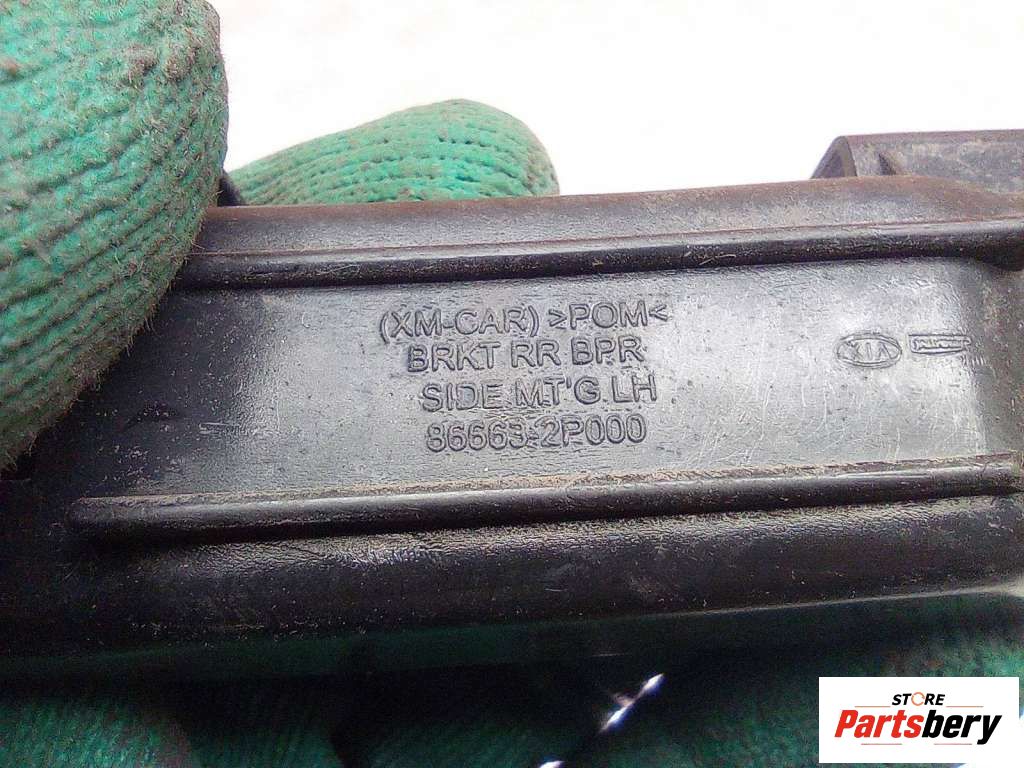 (XM-CAR) >POM<
BRKT RR BPR
SIDE MT'G LH
86663-2P000
KIA
STORE
Partsbery